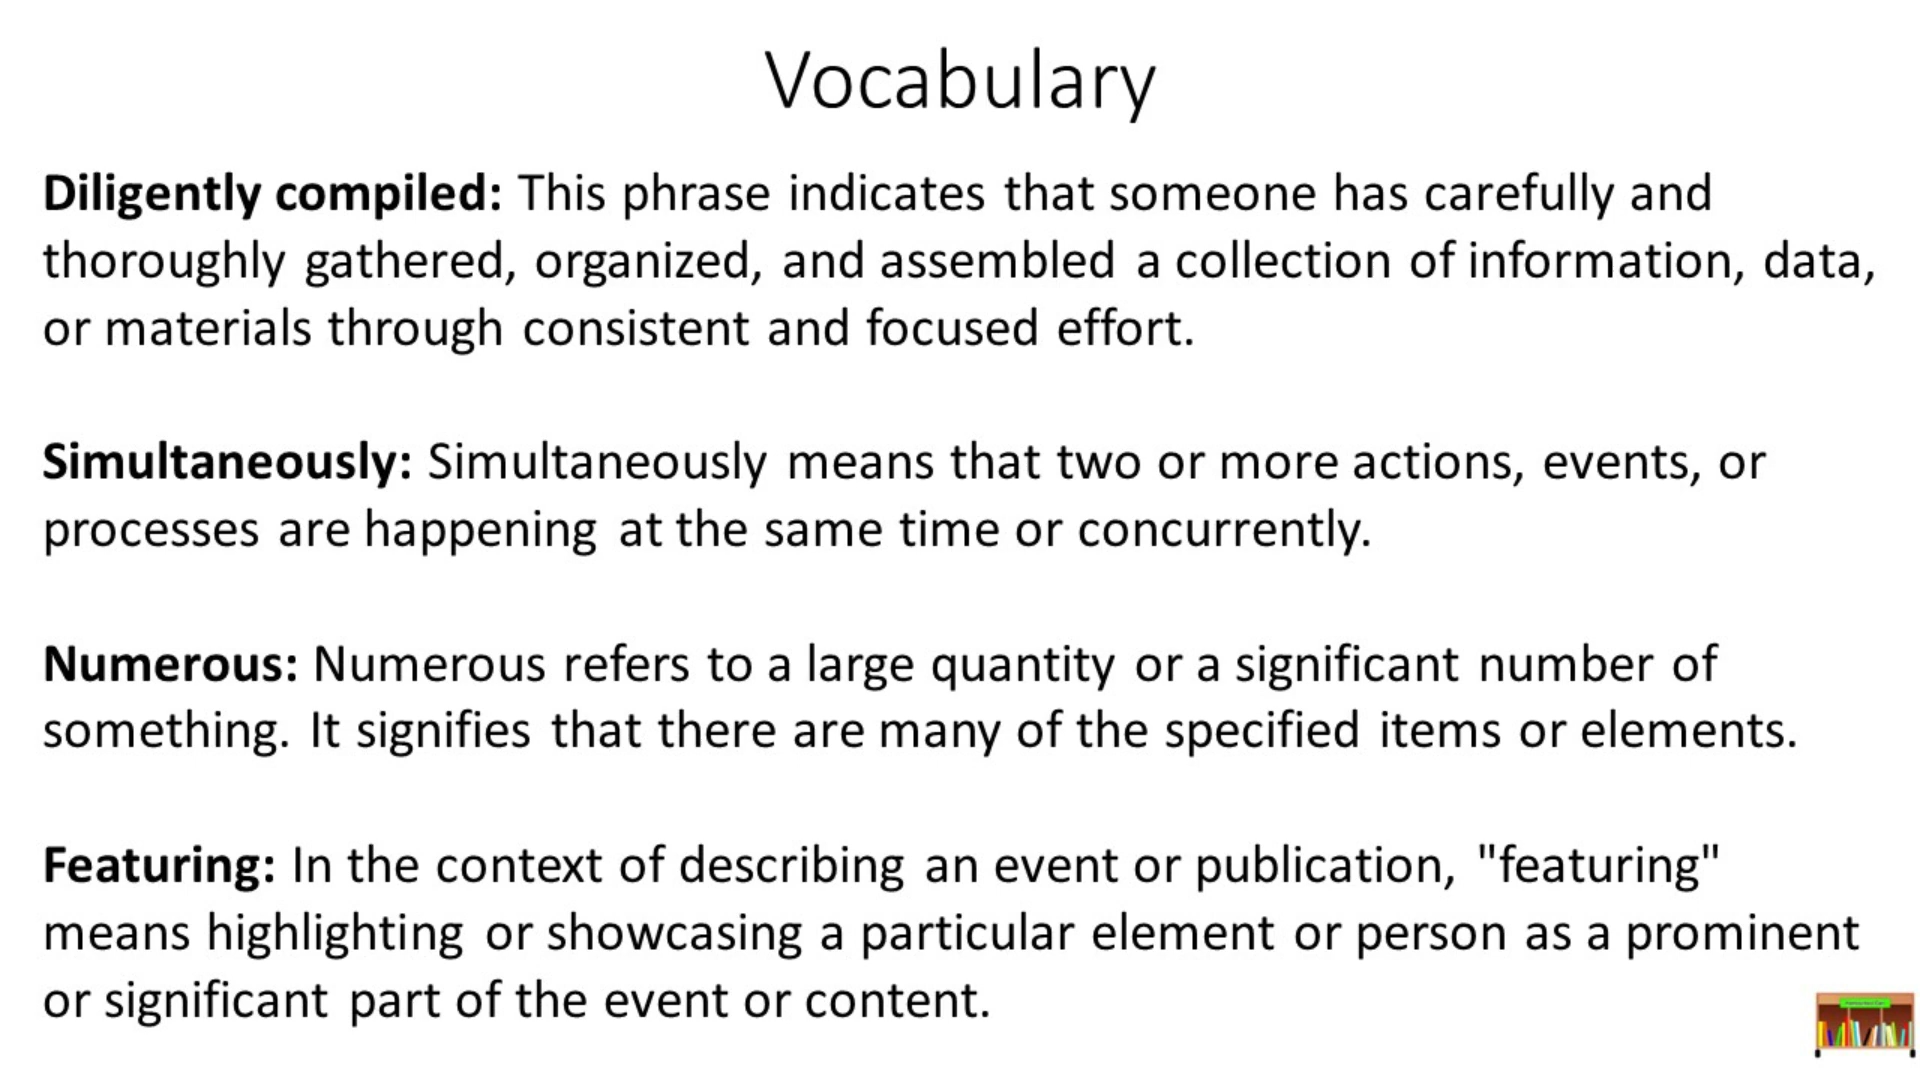 Vocabulary
Diligently compiled: This phrase indicates that someone has carefully and
thoroughly gathered, organized, and assembled a collection of information, data,
or materials through consistent and focused effort.
Simultaneously: Simultaneously means that two or more actions, events, or
processes are happening at the same time or concurrently.
Numerous: Numerous refers to a large quantity or a significant number of
something. It signifies that there are many of the specified items or elements.
Featuring: In the context of describing an event or publication, "featuring"
means highlighting or showcasing a particular element or person as a prominent
or significant part of the event or content.